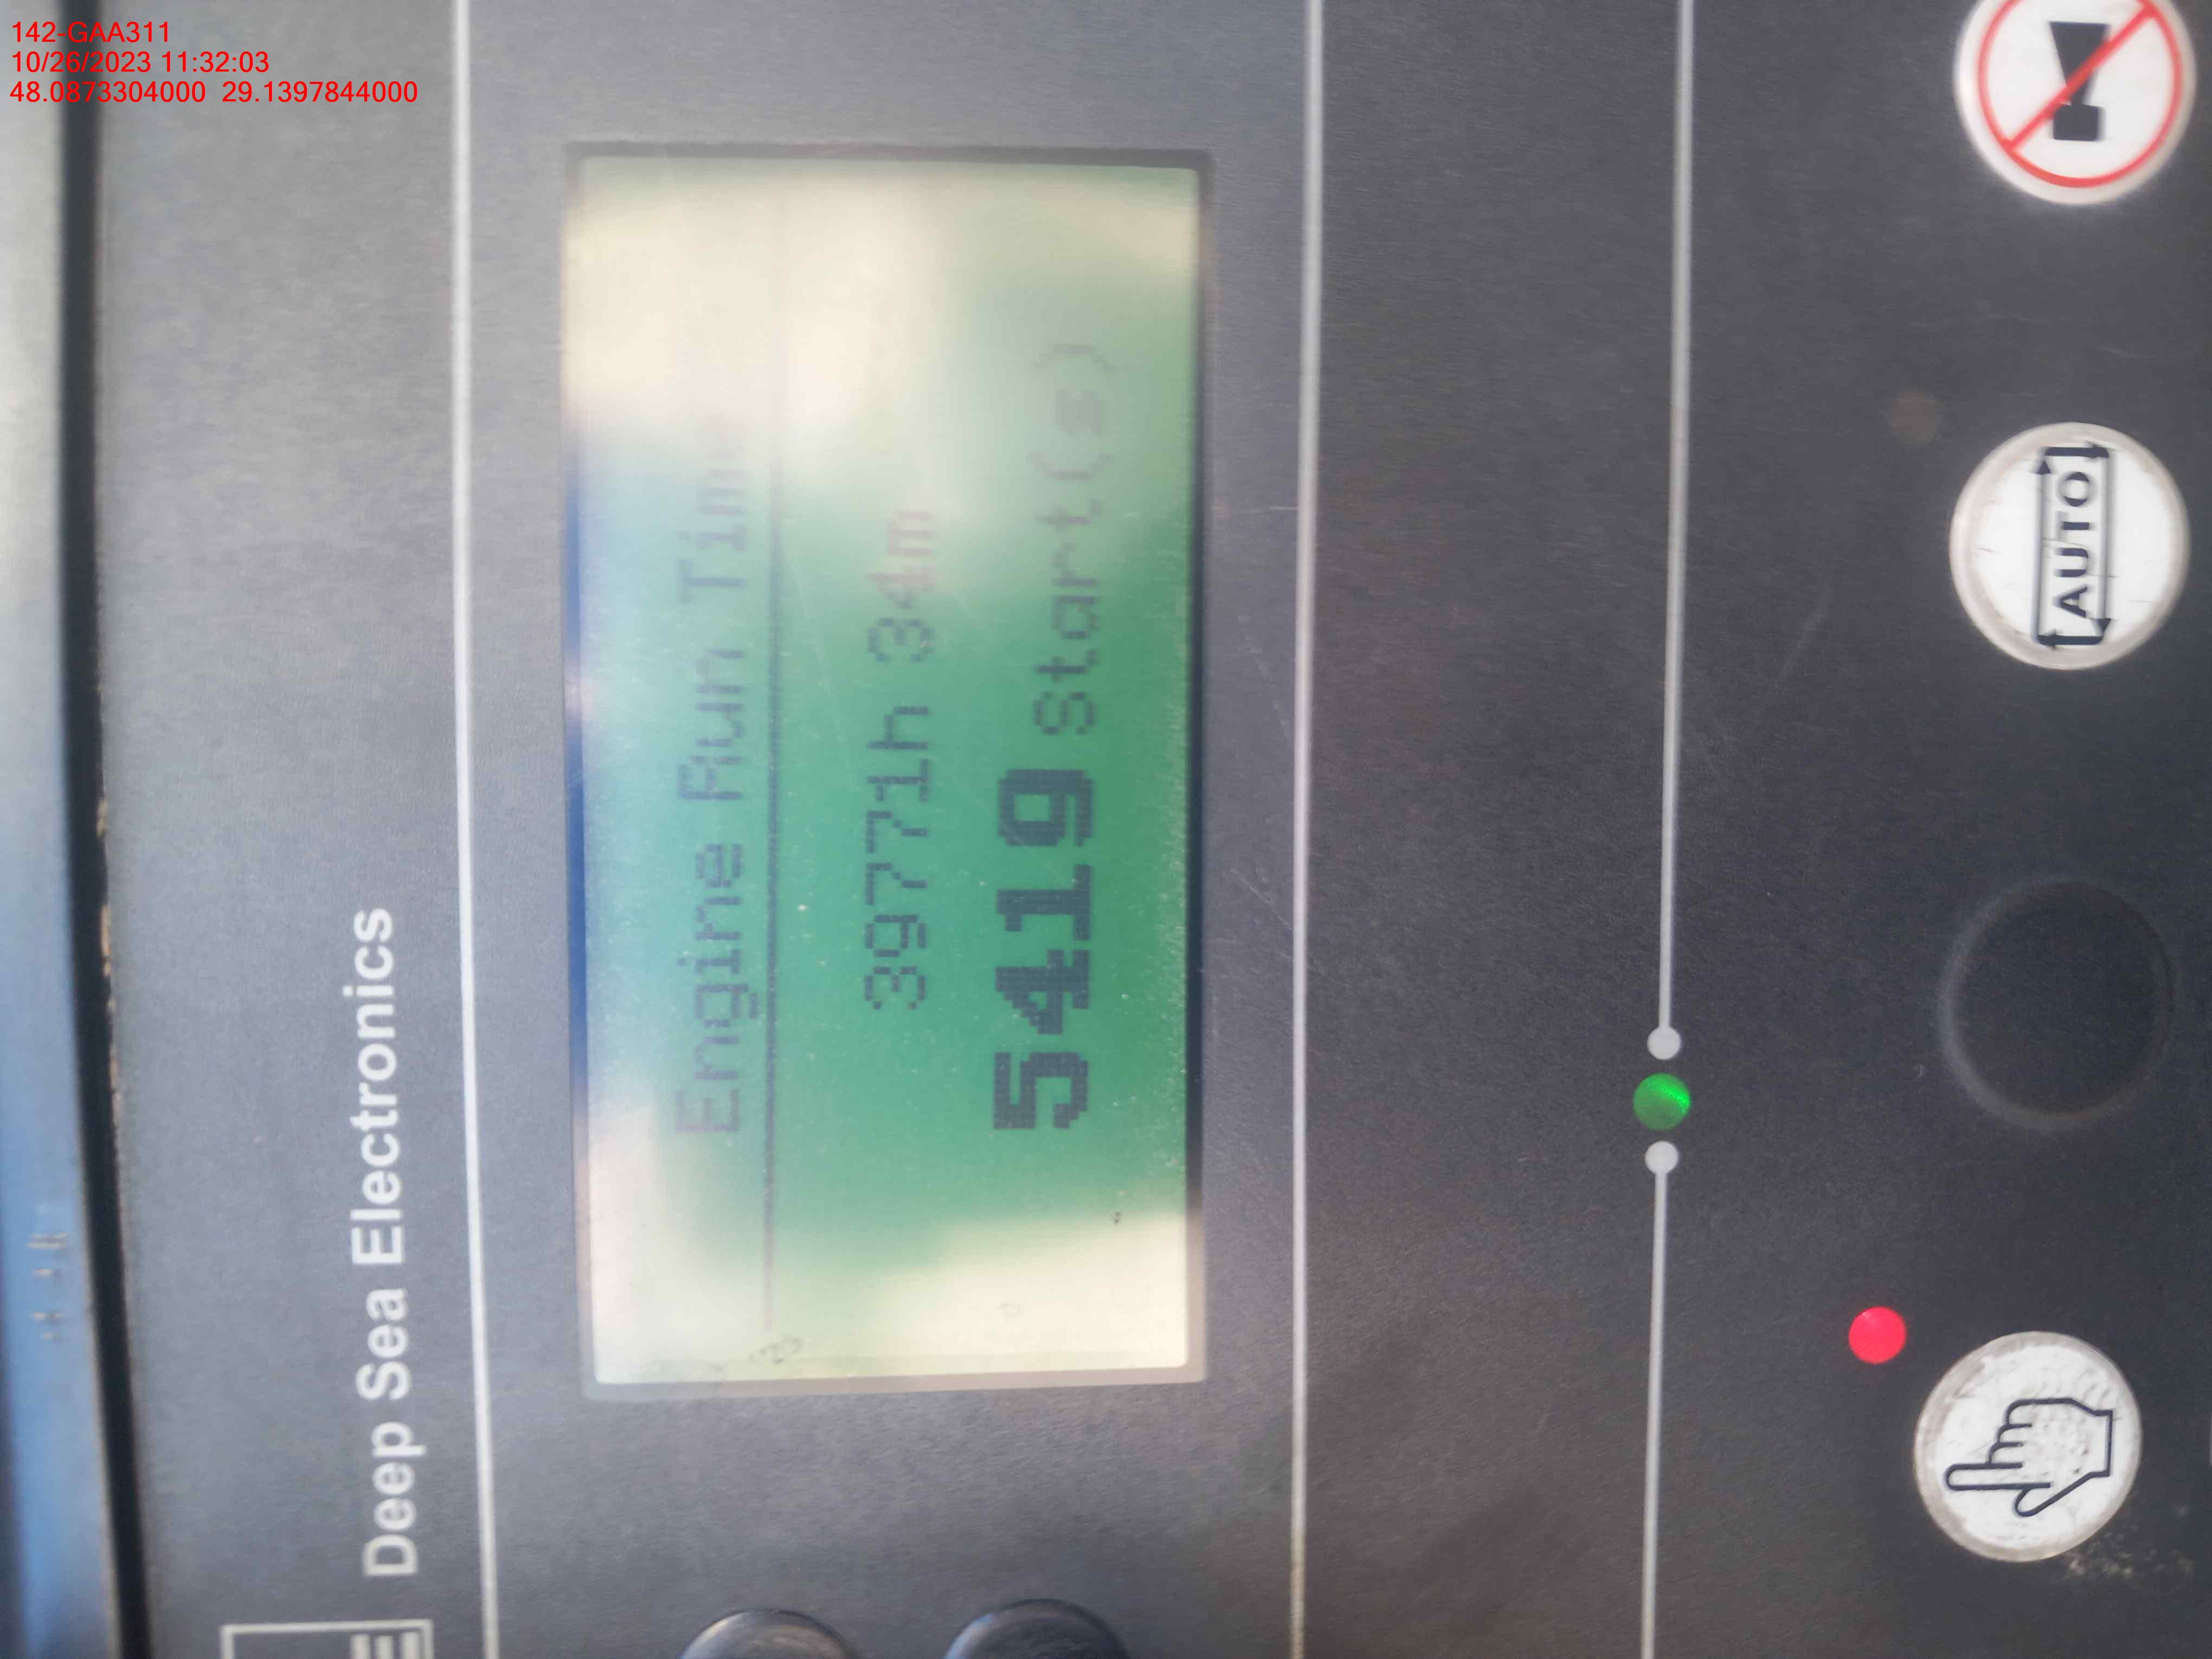 142-GAA311
10/26/2023 11:32:03
48.0873304000 29.1397844000
Deep Sea Electronics
Engine Run Time
39771h 34m
5419 Start(s)
AUTO